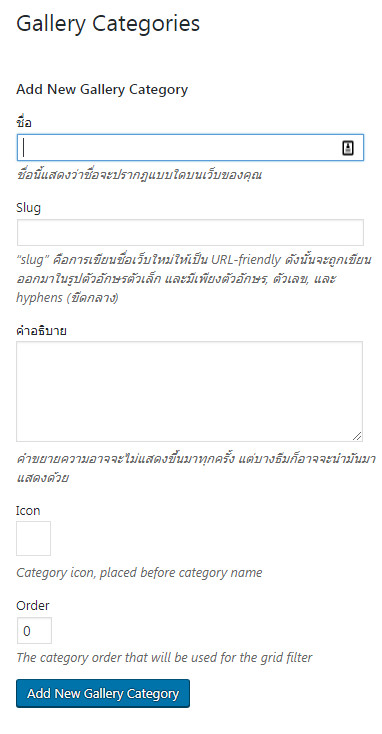 Gallery Categories
Add New Gallery Category
ชื่อ
ชื่อนี้แสดงว่าชื่อจะปรากฏแบบใดบนเว็บของคุณ
Slug
"slug" คือการเขียนชื่อเว็บใหม่ให้เป็น URL-friendly ดังนั้นจะถูกเขียน
ออกมาในรูปตัวอักษรตัวเล็ก และมีเพียงตัวอักษร, ตัวเลข, และ
hyphens (ขีดกลาง)
คำอธิบาย
คำขยายความอาจจะไม่แสดงขึ้นมาทุกครั้ง แต่บางธีมก็อาจจะนำมันมา
แสดงด้วย
Icon
Category icon, placed before category name
Order
0
The category order that will be used for the grid filter
Add New Gallery Category